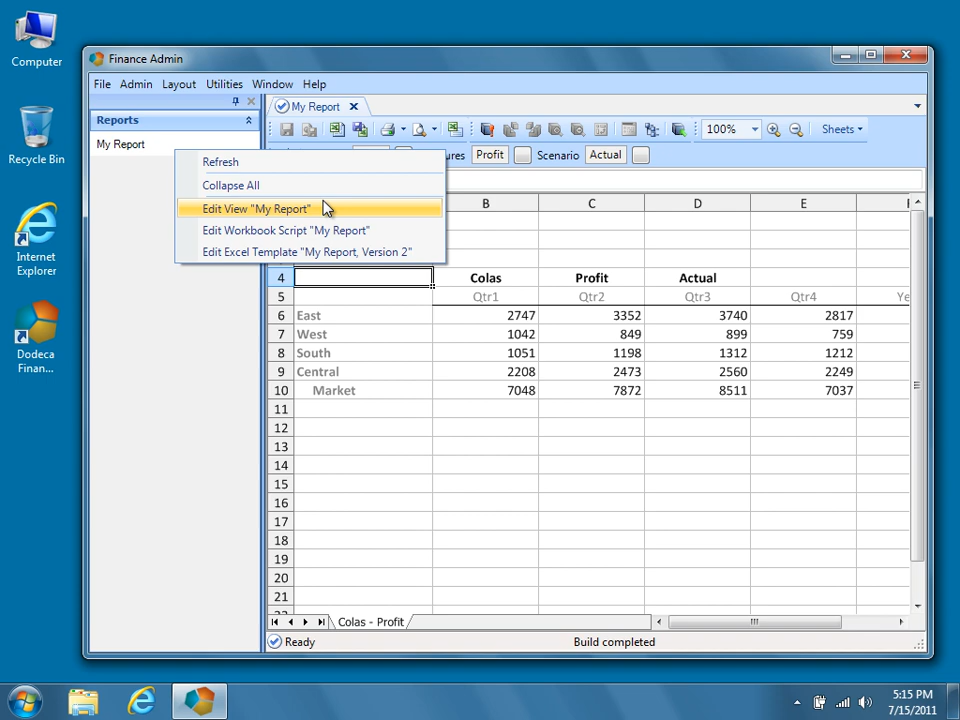 Computer
Recycle Bin
Internet
Explorer
Dodeca
Finan...
Finance Admin
File Admin Layout Utilities Window Help
Reports
My Report
My Report
100% Sheets
Profit Scenario Actual
Refresh
Collapse All
Edit View "My Report"
Edit Workbook Script "My Report"
Edit Excel Template "My Report, Version 2"
B C D E
4 Colas Profit Actual
5 Qtr1 Qtr2 Qtr3 Qtr4 Ye
6 East 2747 3352 3740 2817
7 West 1042 849 899 759
8 South 1051 1198 1312 1212
9 Central 2208 2473 2560 2249
10 Market 7048 7872 8511 7037
11
12
13
14
15
16
17
18
19
20
21
Colas - Profit
Ready Build completed
5:15 PM
7/15/2011